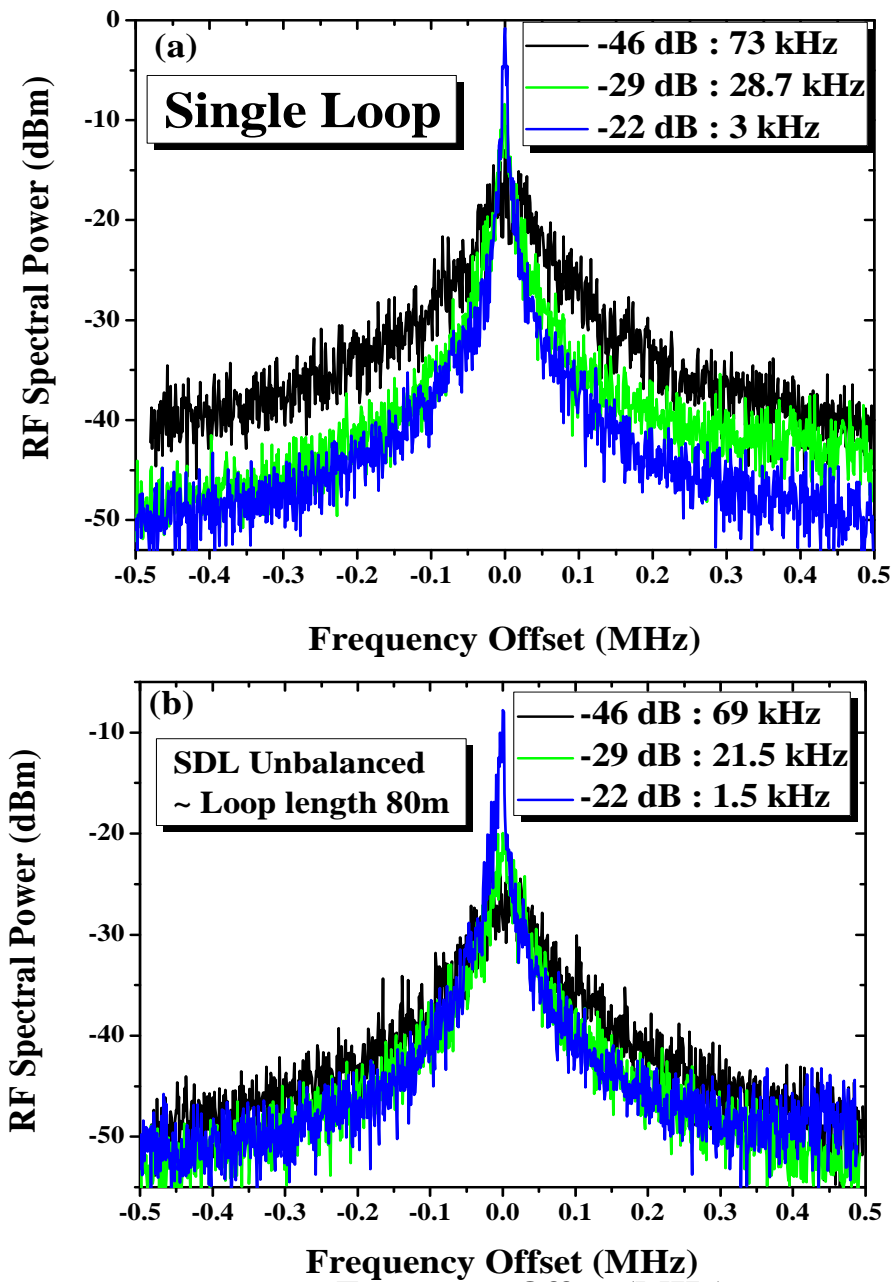 (a)
Single Loop
-46 dB : 73 kHz
-29 dB : 28.7 kHz
-22 dB : 3 kHz
RF Spectral Power (dBm)
0
-10
-20
-30
-40
-50
-0.5 -0.4 -0.3 -0.2 -0.1 0.0 0.1 0.2 0.3 0.4 0.5
Frequency Offset (MHz)
(b)
SDL Unbalanced
~ Loop length 80m
-46 dB : 69 kHz
-29 dB : 21.5 kHz
-22 dB : 1.5 kHz
RF Spectral Power (dBm)
-10
-20
-30
-40
-50
-0.5 -0.4 -0.3 -0.2 -0.1 0.0 0.1 0.2 0.3 0.4 0.5
Frequency Offset (MHz)